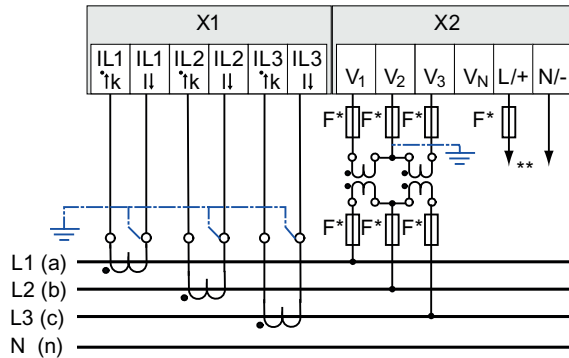 X1 X2
IL1 IL1 IL2 IL2 IL3 IL3 V1 V2 V3 VN L/+ N/-
k l k l k l
F* F* F* F*
**
F* F* F*
L1 (a)
L2 (b)
L3 (c)
N (n)